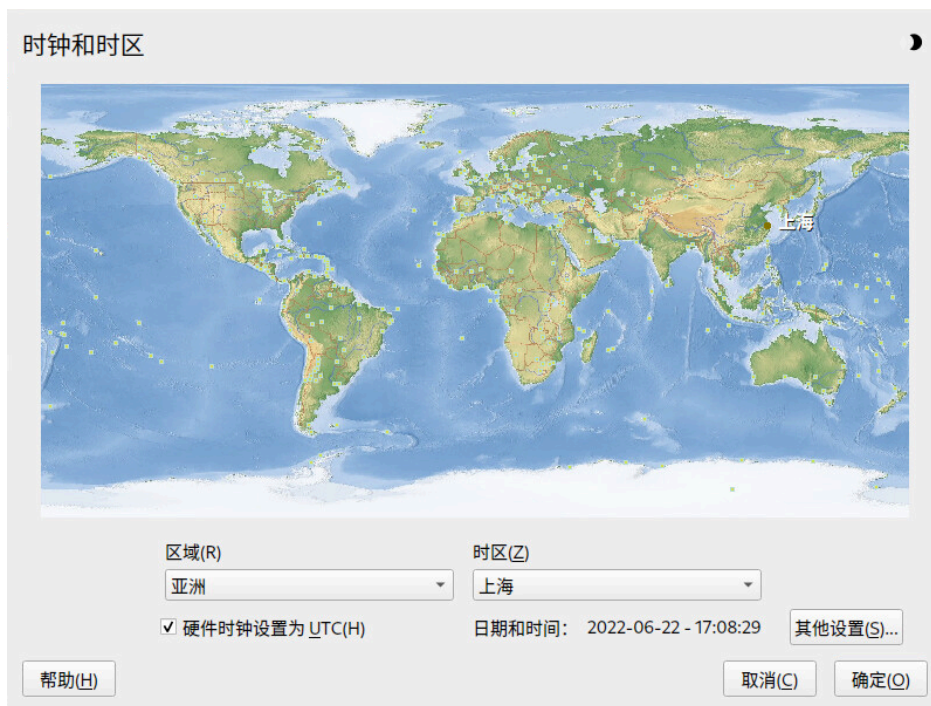 时钟和时区
上海
区域(R)
时区(Z)
亚洲
上海
硬件时钟设置为 UTC(H)
日期和时间： 2022-06-22 - 17:08:29
其他设置(S)...
帮助(H)
取消(C)
确定(O)